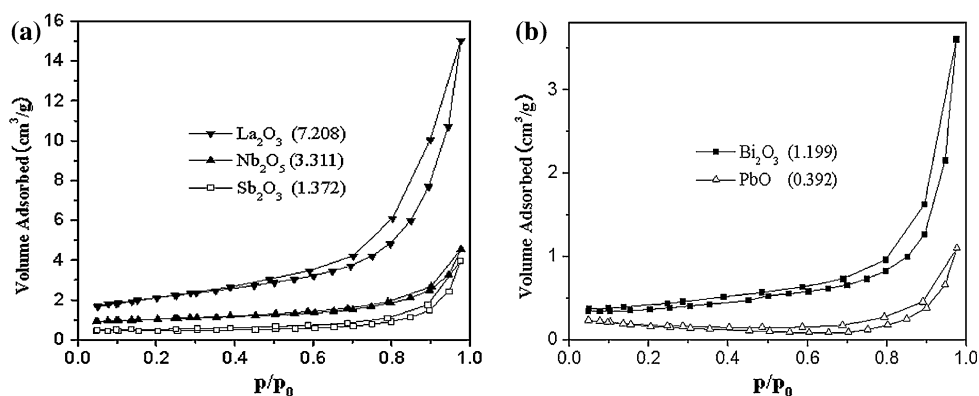 (a)
Volume Adsorbed (cm³/g)
16
14
12
10
8
6
4
2
0
La₂O₃ (7.208)
Nb₂O₅ (3.311)
Sb₂O₃ (1.372)
0.0 0.2 0.4 0.6 0.8 1.0
p/p₀
(b)
Volume Adsorbed (cm³/g)
3
2
1
0
Bi₂O₃ (1.199)
PbO (0.392)
0.0 0.2 0.4 0.6 0.8 1.0
p/p₀